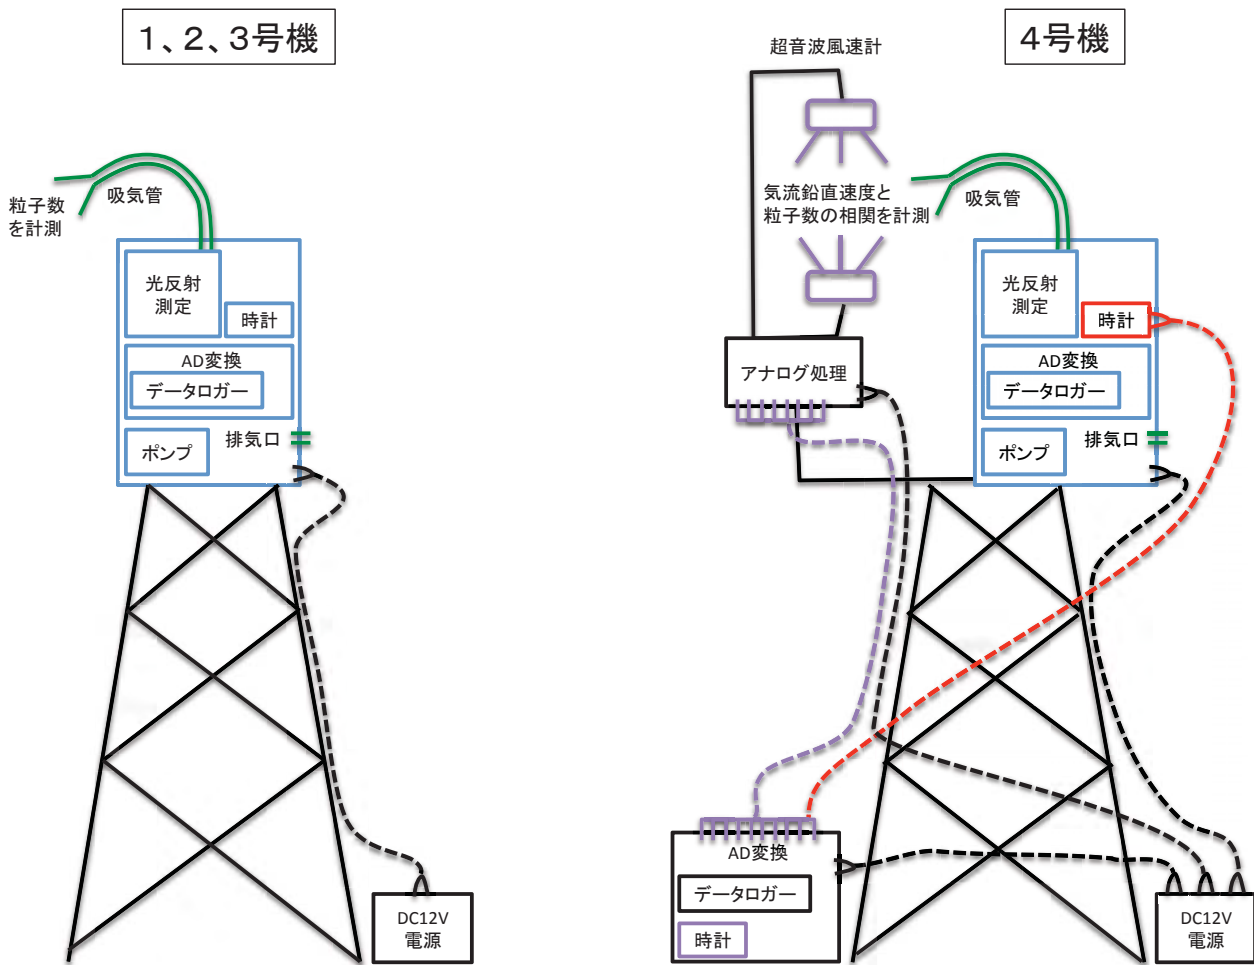 1、2、3号機
吸気管
粒子数
を計測
光反射
測定
時計
AD変換
データロガー
ポンプ
排気口
DC12V
電源
4号機
超音波風速計
気流鉛直速度と
粒子数の相関を計測
吸気管
光反射
測定
時計
アナログ処理
AD変換
データロガー
ポンプ
排気口
AD変換
データロガー
時計
DC12V
電源